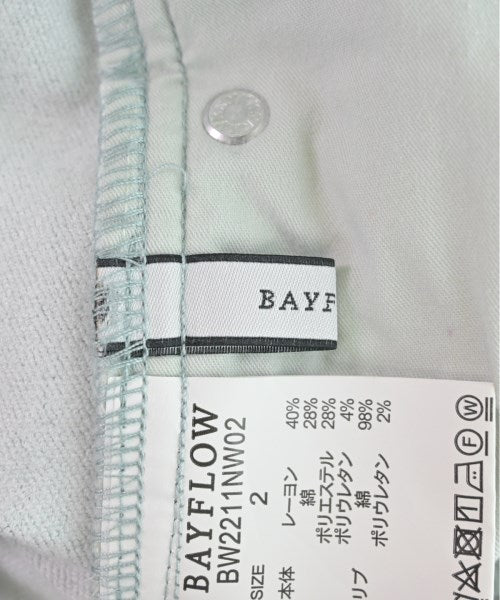 BAYF
BAYFLOW
BW2211NW02
SIZE 2
本体 レーヨン 40%
綿 28%
ポリエステル 28%
ポリウレタン 4%
リブ 綿 98%
ポリウレタン 2%